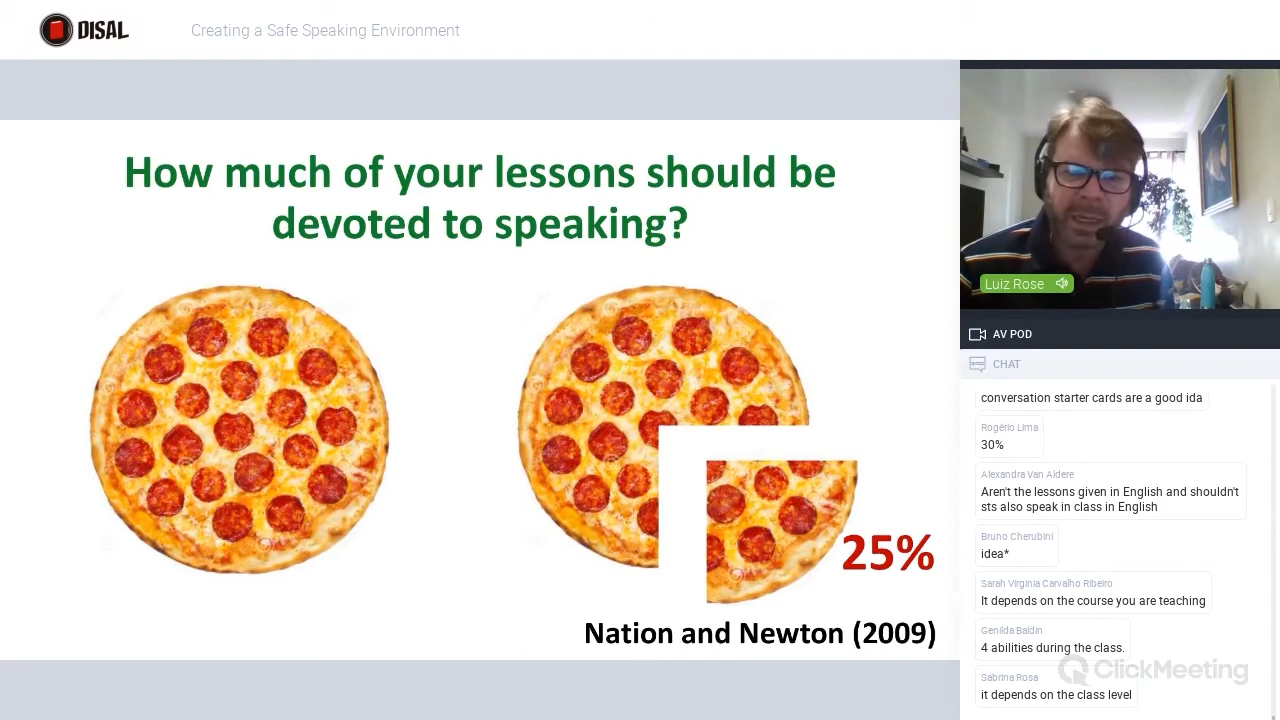 DISAL
Creating a Safe Speaking Environment
How much of your lessons should be
devoted to speaking?
25%
Nation and Newton (2009)
Luiz Rose
AV POD
CHAT
conversation starter cards are a good ida
Rogério Lima
30%
Alexandra Van Aldere
Aren't the lessons given in English and shouldn't
sts also speak in class in English
Bruno Cherubini
idea*
Sarah Virginia Carvalho Ribeiro
It depends on the course you are teaching
Genilda Baldin
4 abilities during the class.
Sabrina Rosa
it depends on the class level
ClickMeeting